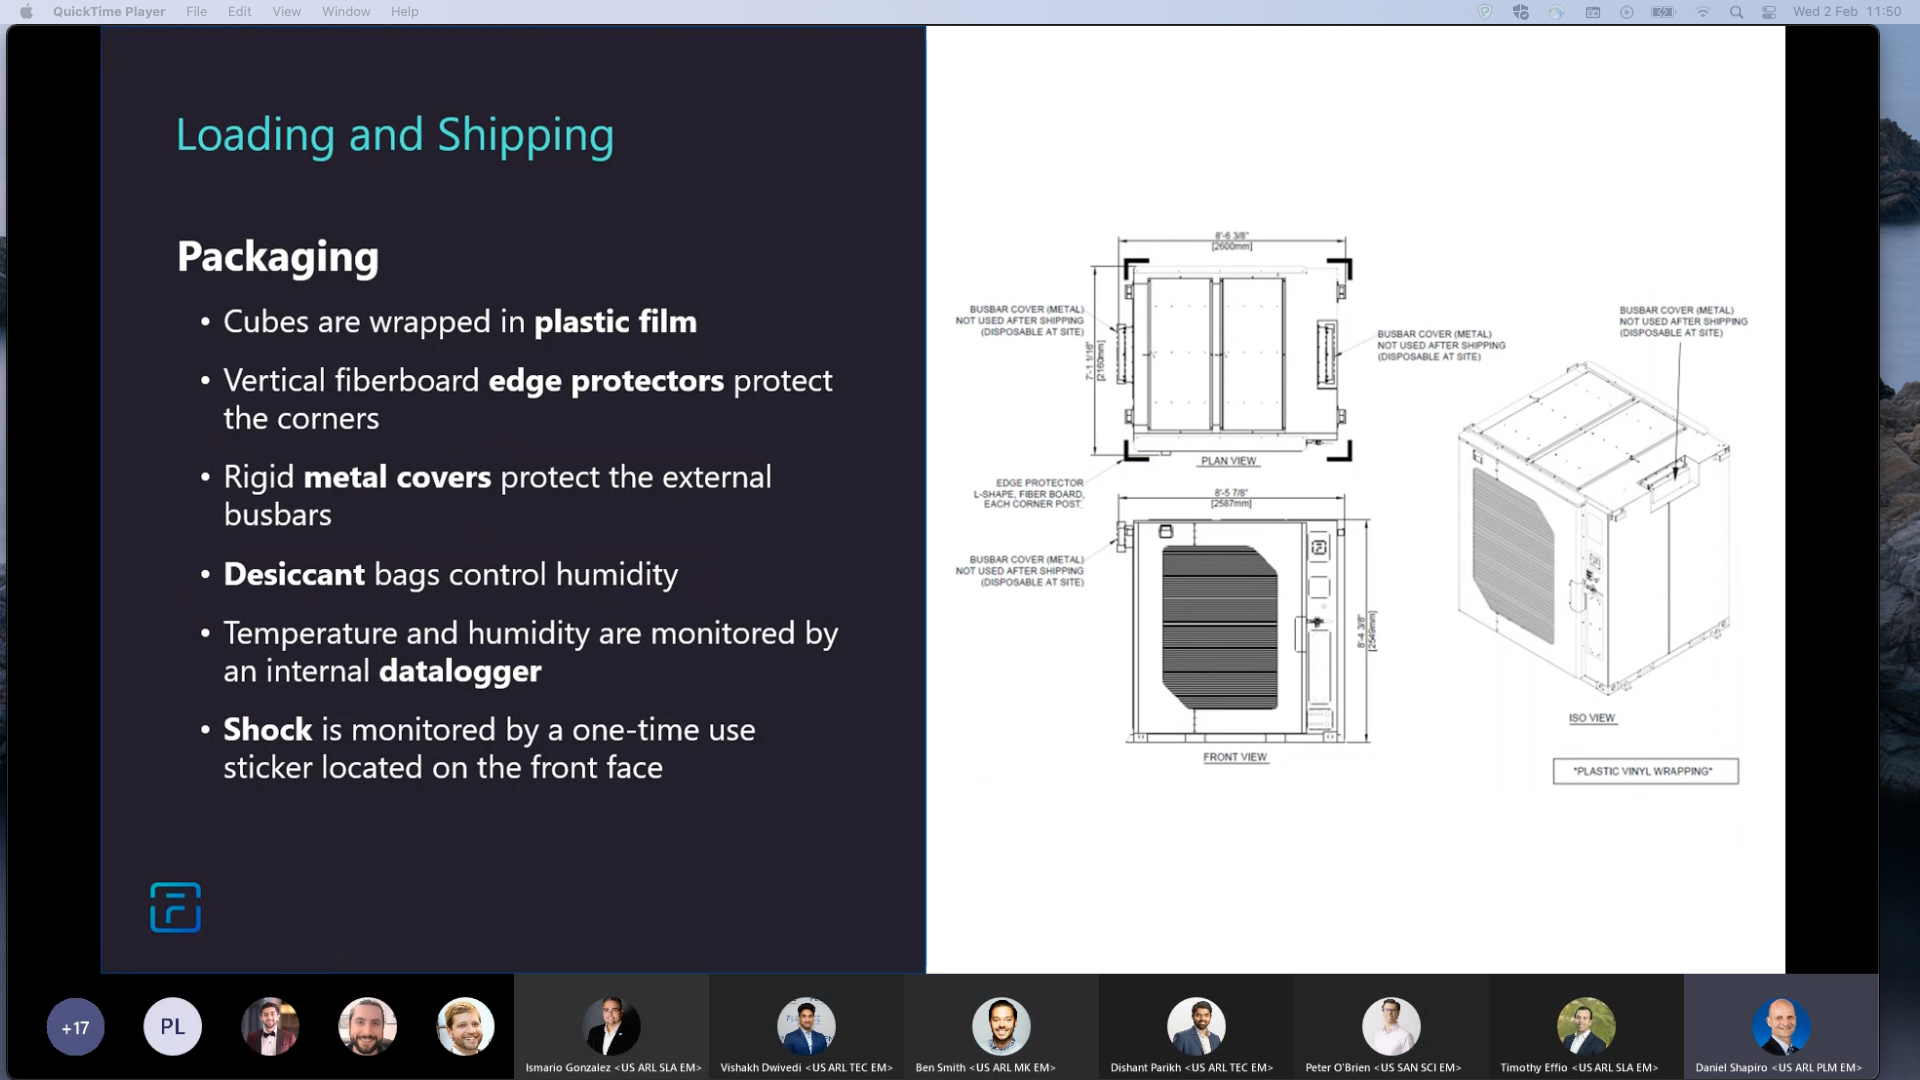 QuickTime Player File Edit View Window Help Wed 2 Feb 11:50
Loading and Shipping
Packaging
• Cubes are wrapped in plastic film
• Vertical fiberboard edge protectors protect
the corners
• Rigid metal covers protect the external
busbars
• Desiccant bags control humidity
• Temperature and humidity are monitored by
an internal datalogger
• Shock is monitored by a one-time use
sticker located on the front face
8'-6 3/8"
[2600mm]
BUSBAR COVER (METAL)
NOT USED AFTER SHIPPING
(DISPOSABLE AT SITE)
7'-1 1/16"
[2160mm]
BUSBAR COVER (METAL)
NOT USED AFTER SHIPPING
(DISPOSABLE AT SITE)
BUSBAR COVER (METAL)
NOT USED AFTER SHIPPING
(DISPOSABLE AT SITE)
PLAN VIEW
EDGE PROTECTOR
L-SHAPE, FIBER BOARD,
EACH CORNER POST.
8'-5 7/8"
[2587mm]
BUSBAR COVER (METAL)
NOT USED AFTER SHIPPING
(DISPOSABLE AT SITE)
8'-4 3/8"
[2549mm]
FRONT VIEW
ISO VIEW
*PLASTIC VINYL WRAPPING*
+17
PL
Ismario Gonzalez <US ARL SLA EM>
Vishakh Dwivedi <US ARL TEC EM>
Ben Smith <US ARL MK EM>
Dishant Parikh <US ARL TEC EM>
Peter O'Brien <US SAN SCI EM>
Timothy Effio <US ARL SLA EM>
Daniel Shapiro <US ARL PLM EM>